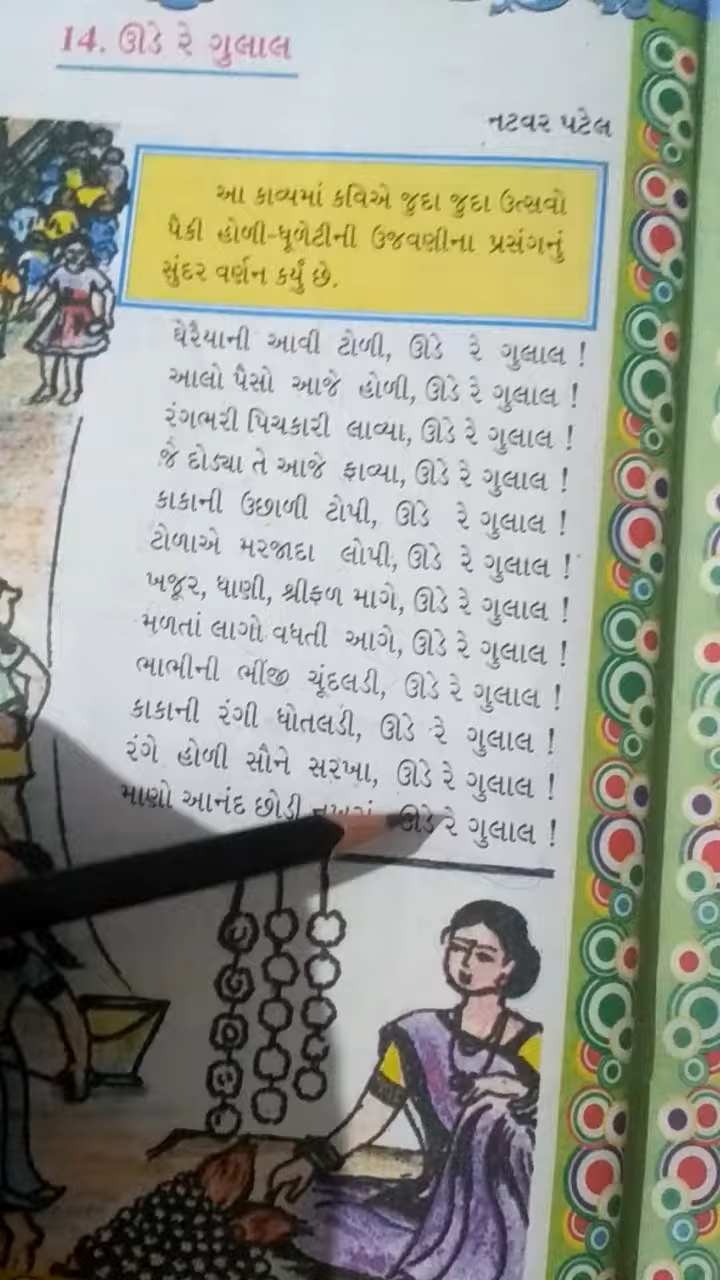 14. ઊડે રે ગુલાલ
નટવર પટેલ
આ કાવ્યમાં કવિએ જુદા જુદા ઉત્સવો
પૈકી હોળી-ધૂળેટીની ઉજવણીના પ્રસંગનું
સુંદર વર્ણન કર્યું છે.
ઘેરૈયાની આવી ટોળી, ઊડે રે ગુલાલ !
આલો પૈસો આજે હોળી, ઊડે રે ગુલાલ !
રંગભરી પિચકારી લાવ્યા, ઊડે રે ગુલાલ !
જે દોડ્યા તે આજે ફાવ્યા, ઊડે રે ગુલાલ !
કાકાની ઉછાળી ટોપી, ઊડે રે ગુલાલ !
ટોળાએ મરજાદા લોપી, ઊડે રે ગુલાલ !
ખજૂર, ધાણી, શ્રીફળ માગે, ઊડે રે ગુલાલ !
મળતાં લાગો વધતી આગે, ઊડે રે ગુલાલ !
ભાભીની ભીંજી ચૂંદલડી, ઊડે રે ગુલાલ !
કાકાની રંગી ધોતલડી, ઊડે રે ગુલાલ !
રંગે હોળી સૌને સરખા, ઊડે રે ગુલાલ !
માણો આનંદ છોડી ઊડે રે ગુલાલ !